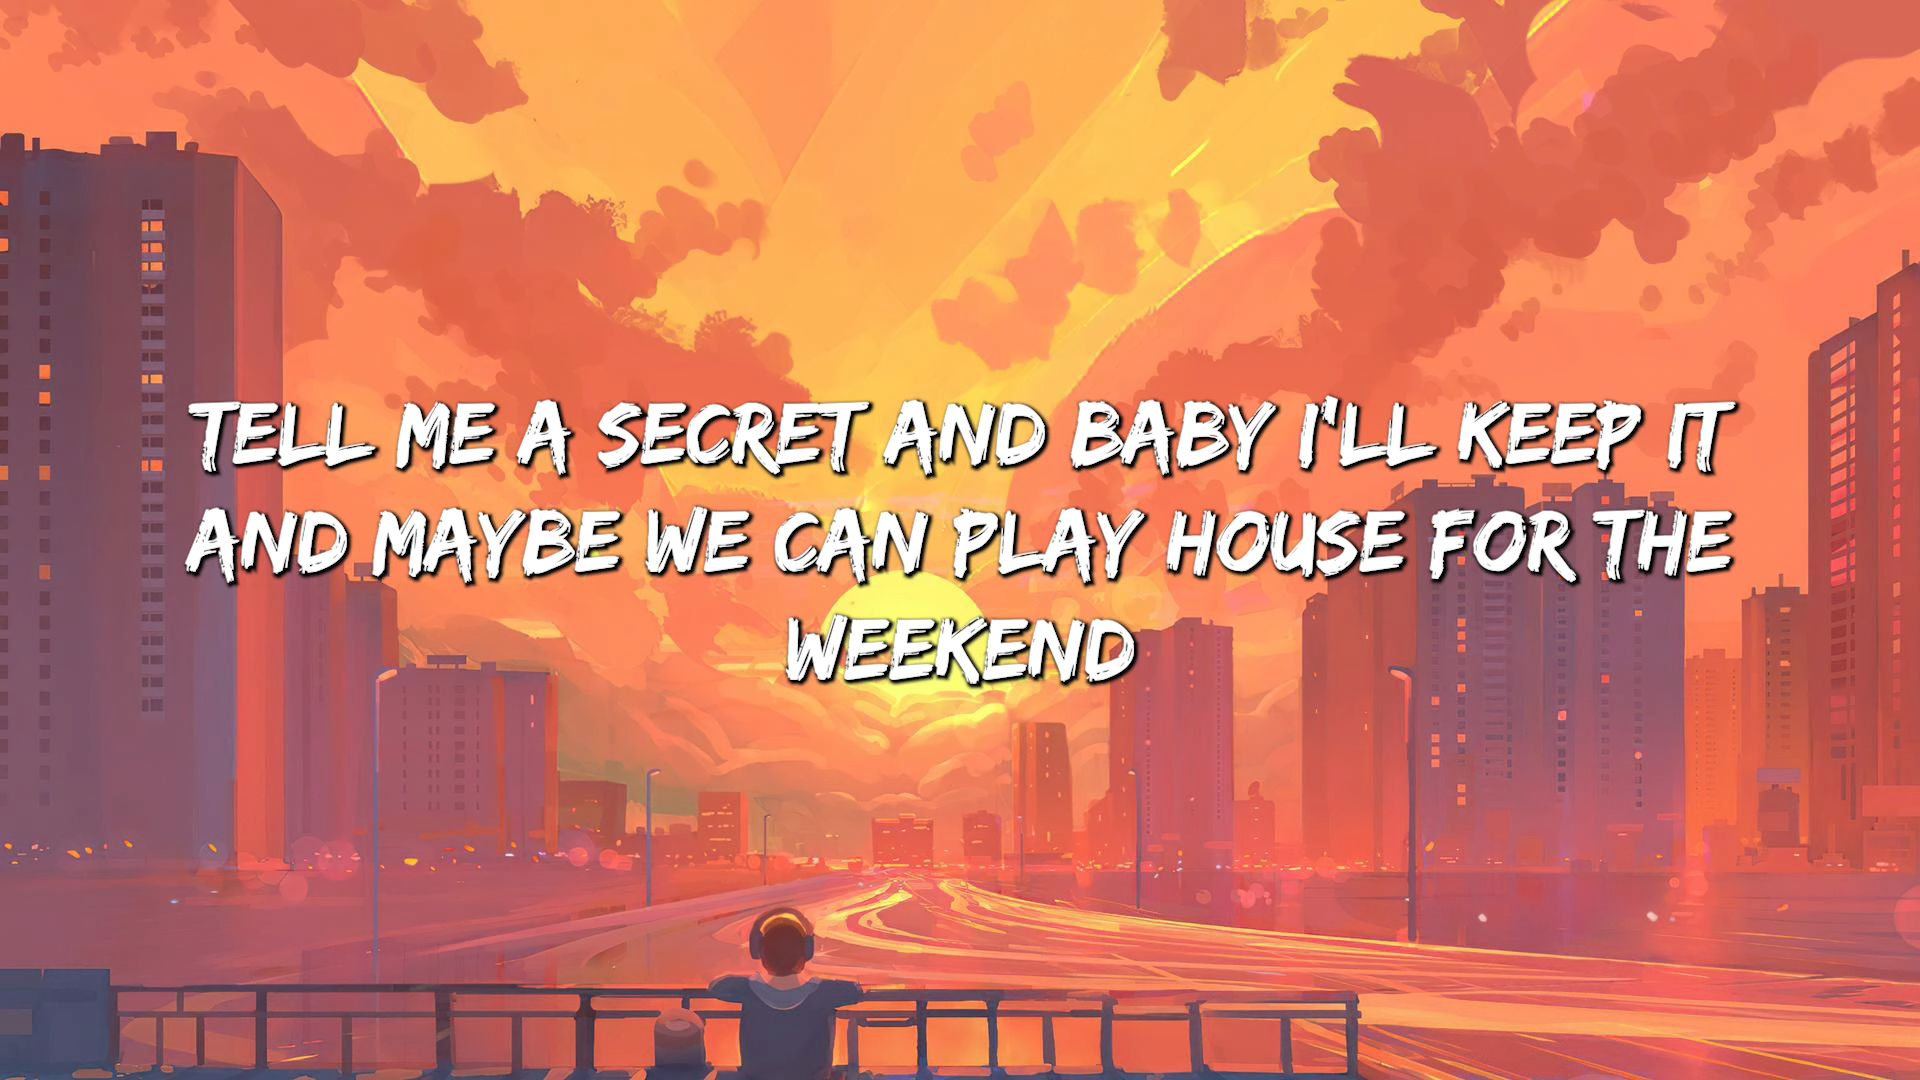 TELL ME A SECRET AND BABY I'LL KEEP IT
AND MAYBE WE CAN PLAY HOUSE FOR THE
WEEKEND